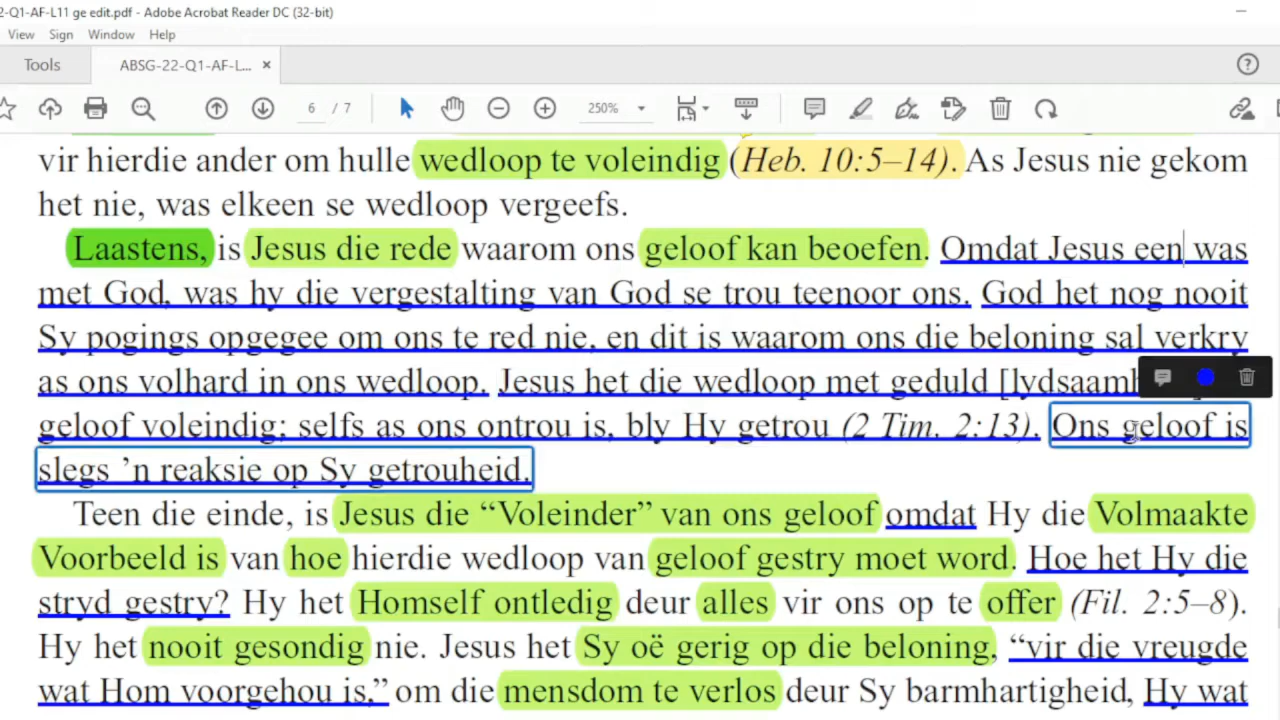 2-Q1-AF-L11 ge edit.pdf - Adobe Acrobat Reader DC (32-bit)
View Sign Window Help
Tools ABSG-22-Q1-AF-L... ×
6 / 7 250%
vir hierdie ander om hulle wedloop te voleindig (Heb. 10:5–14). As Jesus nie gekom
het nie, was elkeen se wedloop vergeefs.
Laastens, is Jesus die rede waarom ons geloof kan beoefen. Omdat Jesus een was
met God, was hy die vergestalting van God se trou teenoor ons. God het nog nooit
Sy pogings opgegee om ons te red nie, en dit is waarom ons die beloning sal verkry
as ons volhard in ons wedloop. Jesus het die wedloop met geduld
geloof voleindig; selfs as ons ontrou is, bly Hy getrou (2 Tim. 2:13). Ons geloof is
slegs ’n reaksie op Sy getrouheid.
Teen die einde, is Jesus die “Voleinder” van ons geloof omdat Hy die Volmaakte
Voorbeeld is van hoe hierdie wedloop van geloof gestry moet word. Hoe het Hy die
stryd gestry? Hy het Homself ontledig deur alles vir ons op te offer (Fil. 2:5–8).
Hy het nooit gesondig nie. Jesus het Sy oë gerig op die beloning, “vir die vreugde
wat Hom voorgehou is,” om die mensdom te verlos deur Sy barmhartigheid, Hy wat